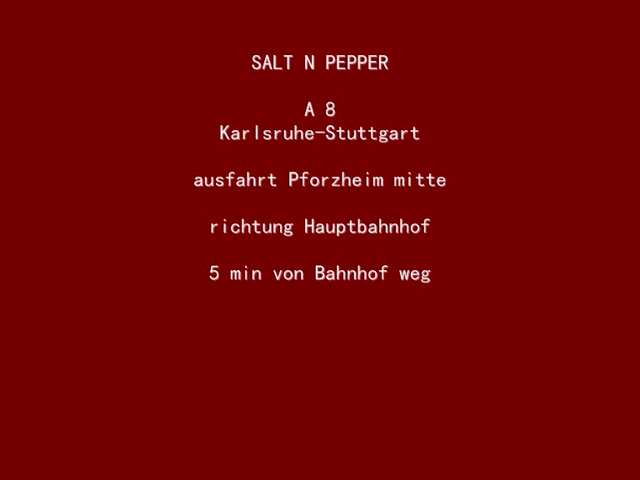 SALT N PEPPER
A 8
Karlsruhe-Stuttgart
ausfahrt Pforzheim mitte
richtung Hauptbahnhof
5 min von Bahnhof weg